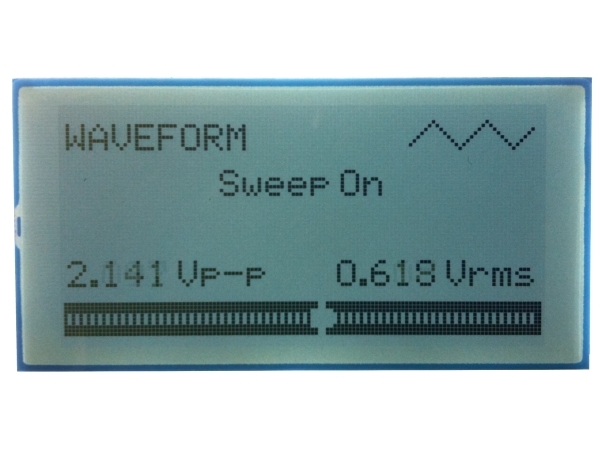 WAVEFORM
Sweep On
2.141 Vp-p 0.618 Vrms